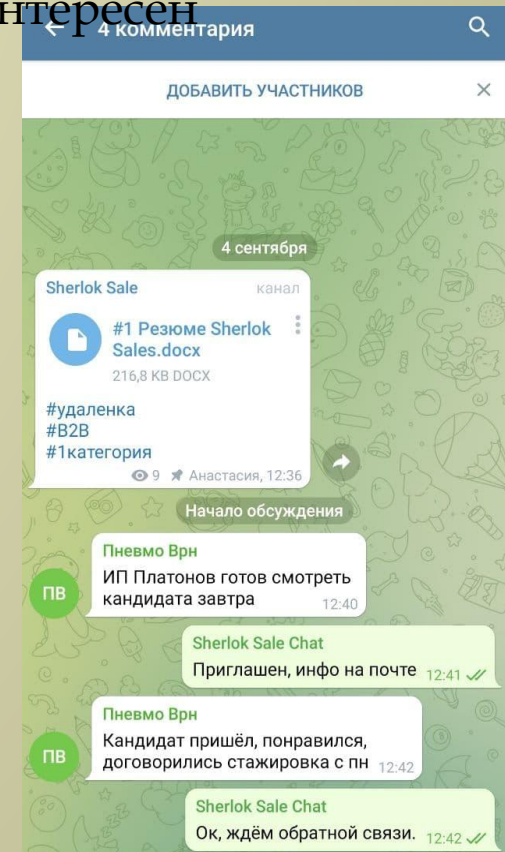 нтересен
4 комментария
ДОБАВИТЬ УЧАСТНИКОВ
4 сентября
Sherlok Sale
канал
#1 Резюме Sherlok
Sales.docx
216,8 KB DOCX
#удаленка
#B2B
#1категория
9 Анастасия, 12:36
Начало обсуждения
Пневмо Врн
ИП Платонов готов смотреть
кандидата завтра
12:40
ПВ
Sherlok Sale Chat
Приглашен, инфо на почте
12:41
Пневмо Врн
Кандидат пришёл, понравился,
договорились стажировка с пн
12:42
ПВ
Sherlok Sale Chat
Ок, ждём обратной связи.
12:42